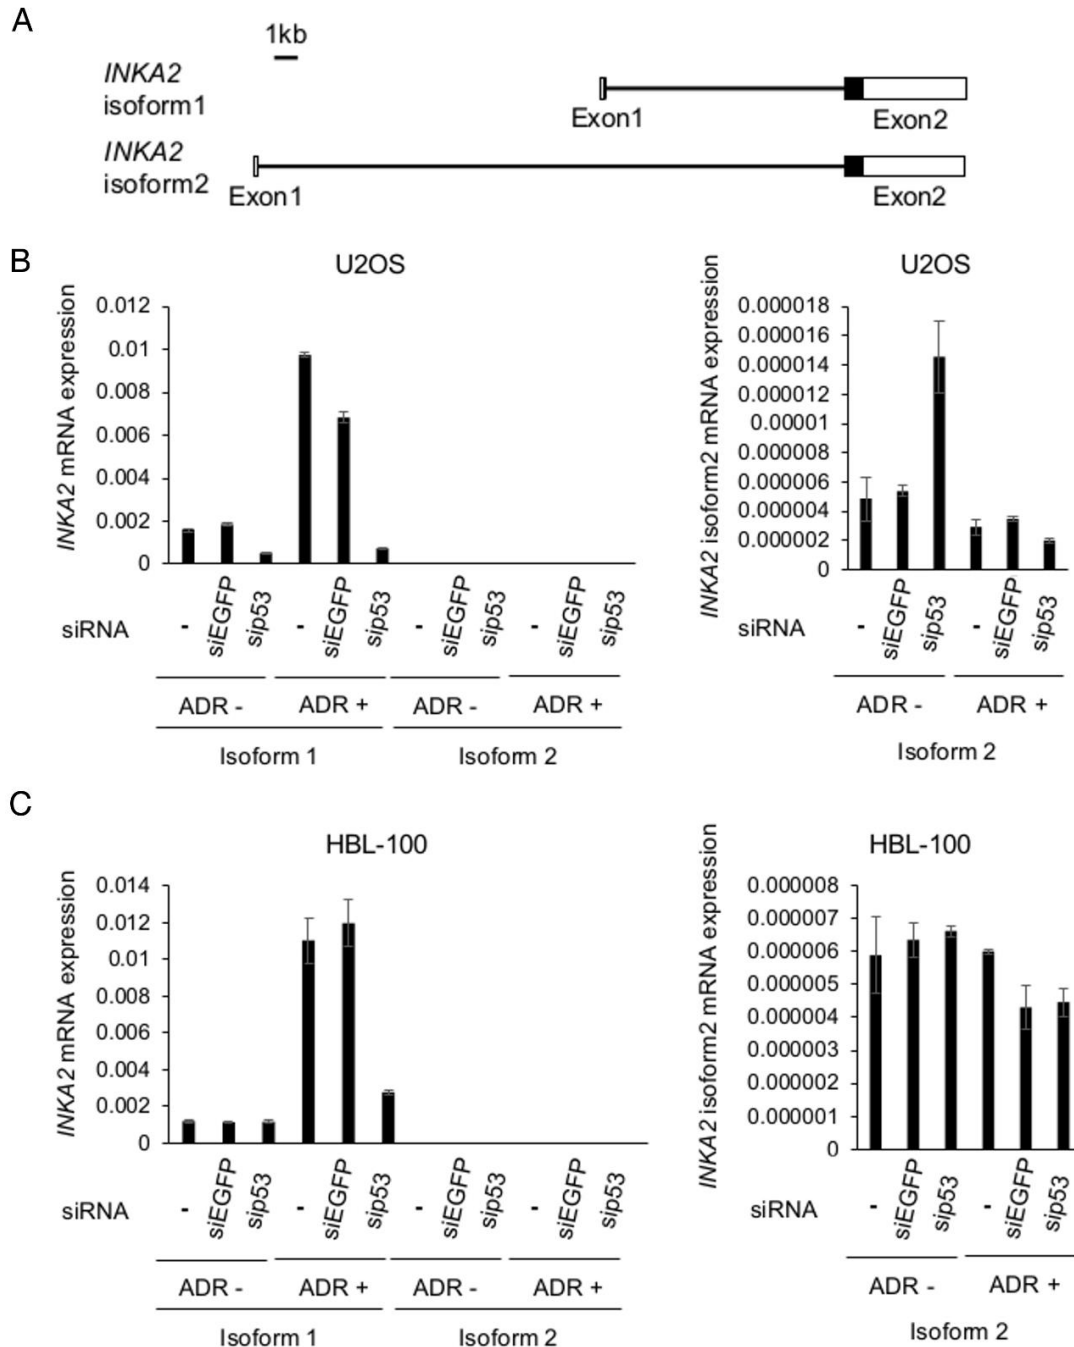 A
1kb
INKA2
isoform1
Exon1
Exon2
INKA2
isoform2
Exon1
Exon2
B
U2OS
INKA2 mRNA expression
0.012
0.01
0.008
0.006
0.004
0.002
0
siRNA
- siEGFP sip53 - siEGFP sip53 - siEGFP sip53 - siEGFP sip53
ADR - ADR + ADR - ADR +
Isoform 1 Isoform 2
U2OS
INKA2 isoform2 mRNA expression
0.000018
0.000016
0.000014
0.000012
0.00001
0.000008
0.000006
0.000004
0.000002
0
siRNA
- siEGFP sip53 - siEGFP sip53
ADR - ADR +
Isoform 2
C
HBL-100
INKA2 mRNA expression
0.014
0.012
0.01
0.008
0.006
0.004
0.002
0
siRNA
- siEGFP sip53 - siEGFP sip53 - siEGFP sip53 - siEGFP sip53
ADR - ADR + ADR - ADR +
Isoform 1 Isoform 2
HBL-100
INKA2 isoform2 mRNA expression
0.000008
0.000007
0.000006
0.000005
0.000004
0.000003
0.000002
0.000001
0
siRNA
- siEGFP sip53 - siEGFP sip53
ADR - ADR +
Isoform 2